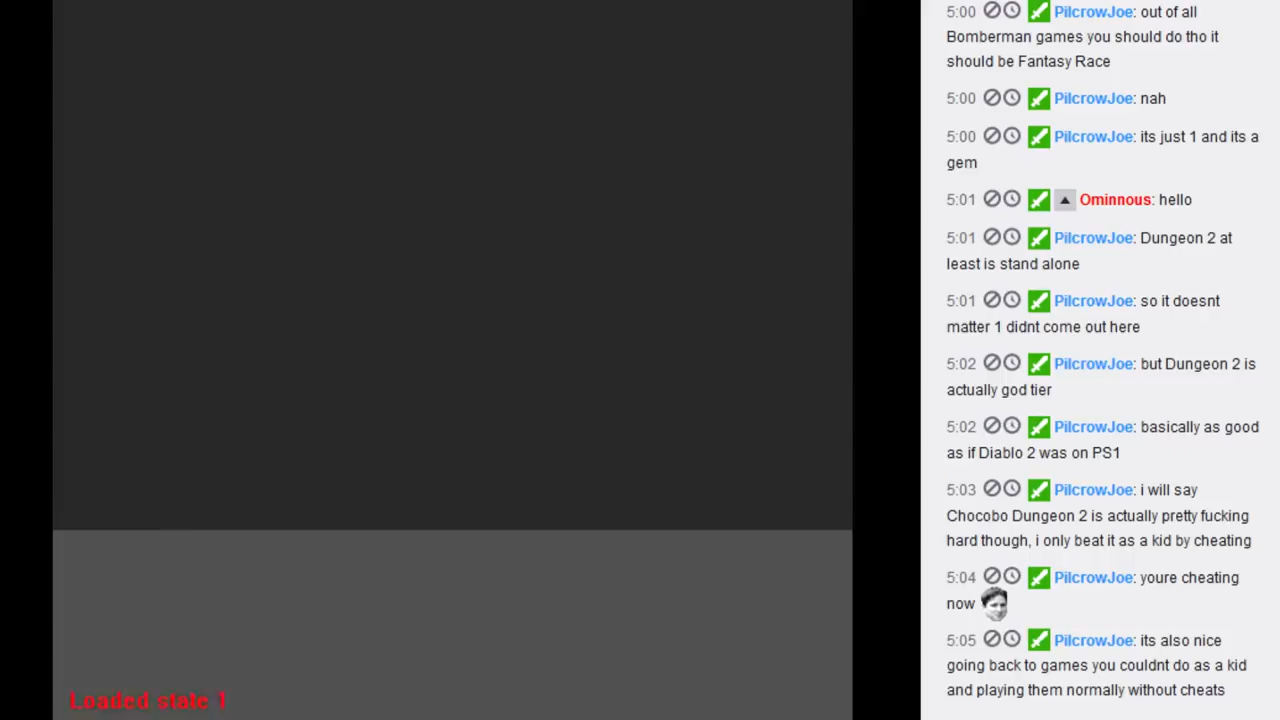 5:00 PilcrowJoe: out of all
Bomberman games you should do tho it
should be Fantasy Race
5:00 PilcrowJoe: nah
5:00 PilcrowJoe: its just 1 and its a
gem
5:01 Ominnous: hello
5:01 PilcrowJoe: Dungeon 2 at
least is stand alone
5:01 PilcrowJoe: so it doesnt
matter 1 didnt come out here
5:02 PilcrowJoe: but Dungeon 2 is
actually god tier
5:02 PilcrowJoe: basically as good
as if Diablo 2 was on PS1
5:03 PilcrowJoe: i will say
Chocobo Dungeon 2 is actually pretty fucking
hard though, i only beat it as a kid by cheating
5:04 PilcrowJoe: youre cheating
now
5:05 PilcrowJoe: its also nice
going back to games you couldnt do as a kid
and playing them normally without cheats
Loaded state 1